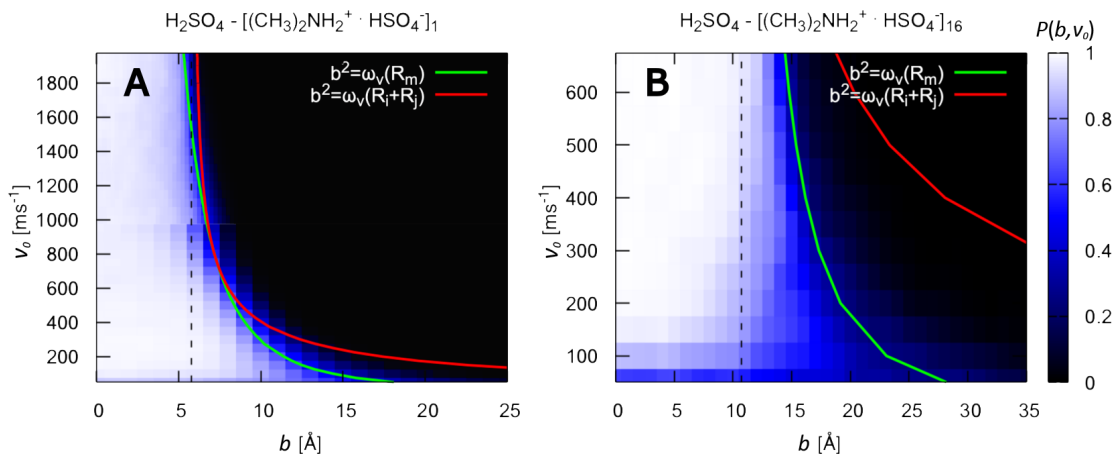 H₂SO₄ - [(CH₃)₂NH₂⁺ · HSO₄⁻]₁
A
b²=ωᵥ(Rₘ)
b²=ωᵥ(Rᵢ+Rⱼ)
1800
1600
1400
1200
1000
800
600
400
200
v₀ [ms⁻¹]
0 5 10 15 20 25
b [Å]
H₂SO₄ - [(CH₃)₂NH₂⁺ · HSO₄⁻]₁₆
B
b²=ωᵥ(Rₘ)
b²=ωᵥ(Rᵢ+Rⱼ)
600
500
400
300
200
100
v₀ [ms⁻¹]
0 5 10 15 20 25 30 35
b [Å]
P(b,v₀)
1
0.8
0.6
0.4
0.2
0